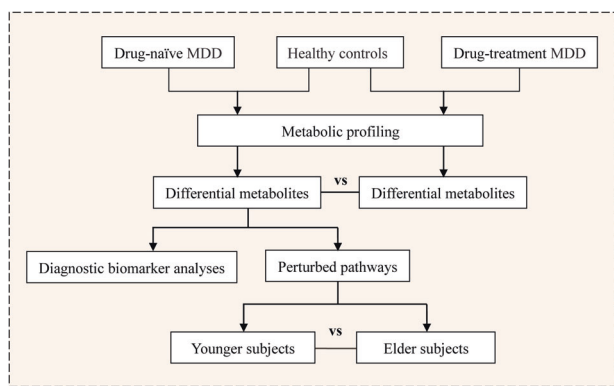 Drug-naïve MDD
Healthy controls
Drug-treatment MDD
Metabolic profiling
Differential metabolites
vs
Differential metabolites
Diagnostic biomarker analyses
Perturbed pathways
Younger subjects
vs
Elder subjects